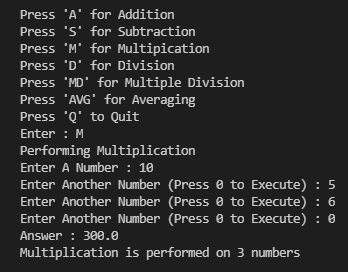 Press 'A' for Addition
Press 'S' for Subtraction
Press 'M' for Multipication
Press 'D' for Division
Press 'MD' for Multiple Division
Press 'AVG' for Averaging
Press 'Q' to Quit
Enter : M
Performing Multiplication
Enter A Number : 10
Enter Another Number (Press 0 to Execute) : 5
Enter Another Number (Press 0 to Execute) : 6
Enter Another Number (Press 0 to Execute) : 0
Answer : 300.0
Multiplication is performed on 3 numbers